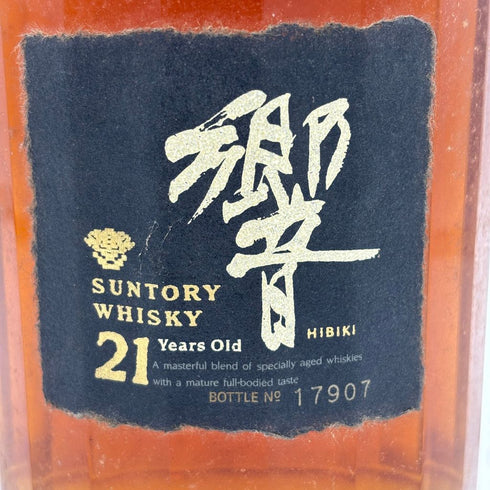 響
HIBIKI
SUNTORY
WHISKY
21 Years Old
A masterful blend of specially aged whiskies
with a mature full-bodied taste
BOTTLE Nº 17907